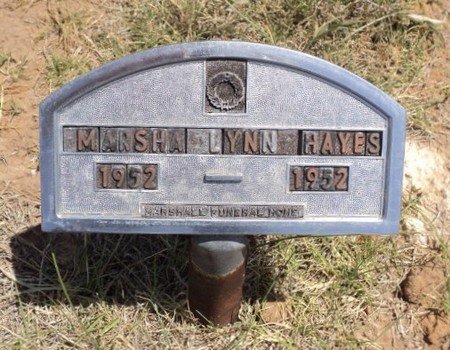 MARSHA LYNN HAYES
1952 — 1952
MARSHALL FUNERAL HOME